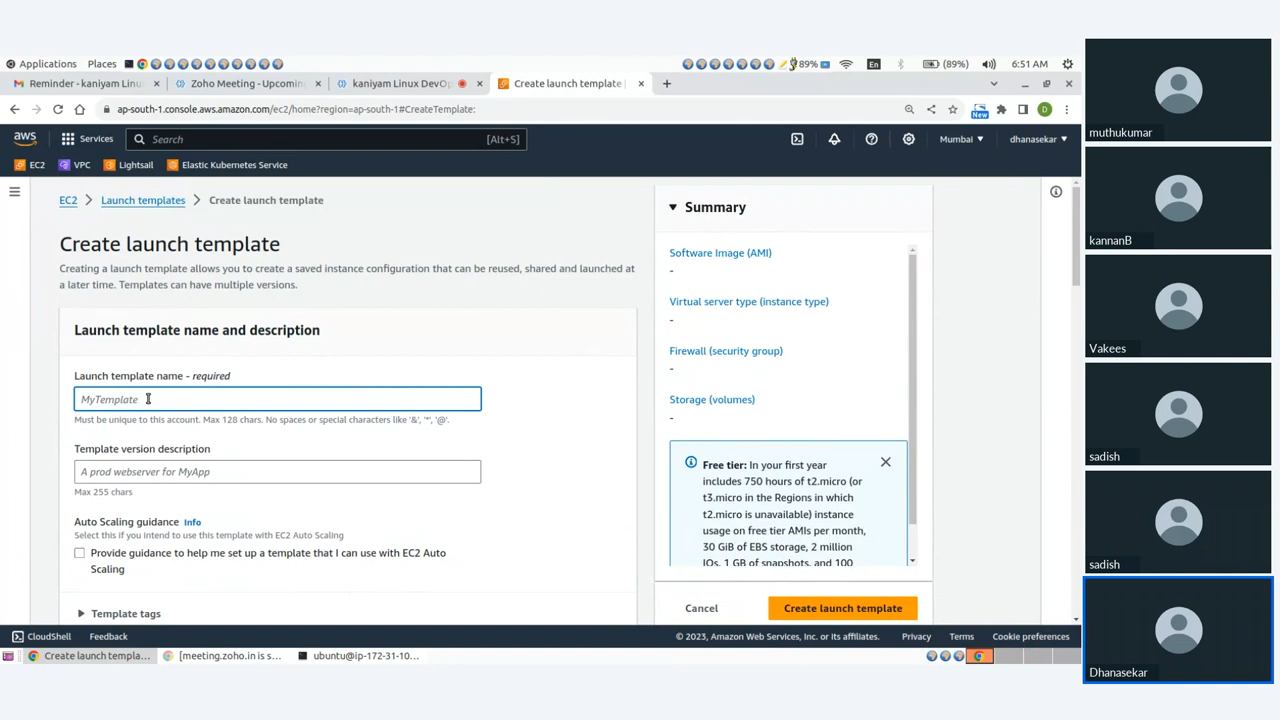 Applications Places 89% En (89%) 6:51 AM
Reminder - kaniyam Linu × Zoho Meeting - Upcomin × kaniyam Linux DevO × Create launch template | × +
ap-south-1.console.aws.amazon.com/ec2/home?region=ap-south-1#CreateTemplate: New D
aws Services Search [Alt+S] Mumbai dhanasekar
EC2 VPC Lightsail Elastic Kubernetes Service
EC2 > Launch templates > Create launch template
Create launch template
Creating a launch template allows you to create a saved instance configuration that can be reused, shared and launched at
a later time. Templates can have multiple versions.
Launch template name and description
Launch template name - required
MyTemplate
Must be unique to this account. Max 128 chars. No spaces or special characters like '&', '*', '@'.
Template version description
A prod webserver for MyApp
Max 255 chars
Auto Scaling guidance Info
Select this if you intend to use this template with EC2 Auto Scaling
Provide guidance to help me set up a template that I can use with EC2 Auto
Scaling
Template tags
Summary
Software Image (AMI)
-
Virtual server type (instance type)
-
Firewall (security group)
-
Storage (volumes)
-
Free tier: In your first year
includes 750 hours of t2.micro (or
t3.micro in the Regions in which
t2.micro is unavailable) instance
usage on free tier AMIs per month,
30 GiB of EBS storage, 2 million
IOs, 1 GB of snapshots, and 100
Cancel Create launch template
CloudShell Feedback © 2023, Amazon Web Services, Inc. or its affiliates. Privacy Terms Cookie preferences
Create launch templa... [meeting.zoho.in is s... ubuntu@ip-172-31-10...
muthukumar
kannanB
Vakees
sadish
sadish
Dhanasekar